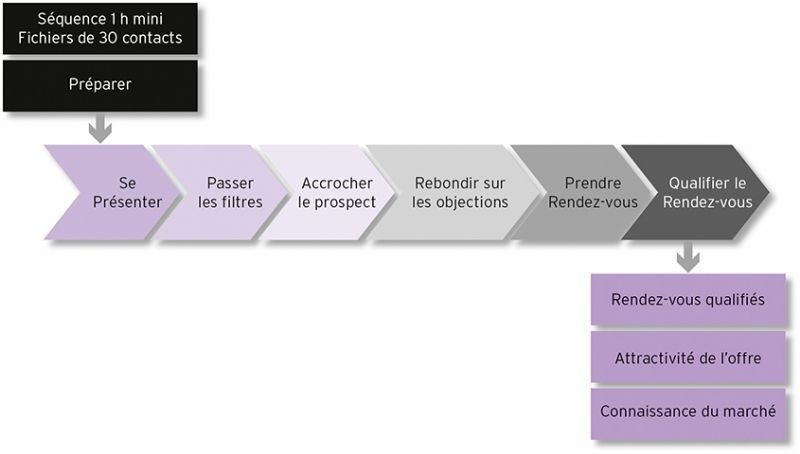 Séquence 1 h mini
Fichiers de 30 contacts
Préparer
Se
Présenter
Passer
les filtres
Accrocher
le prospect
Rebondir sur
les objections
Prendre
Rendez-vous
Qualifier le
Rendez-vous
Rendez-vous qualifiés
Attractivité de l'offre
Connaissance du marché